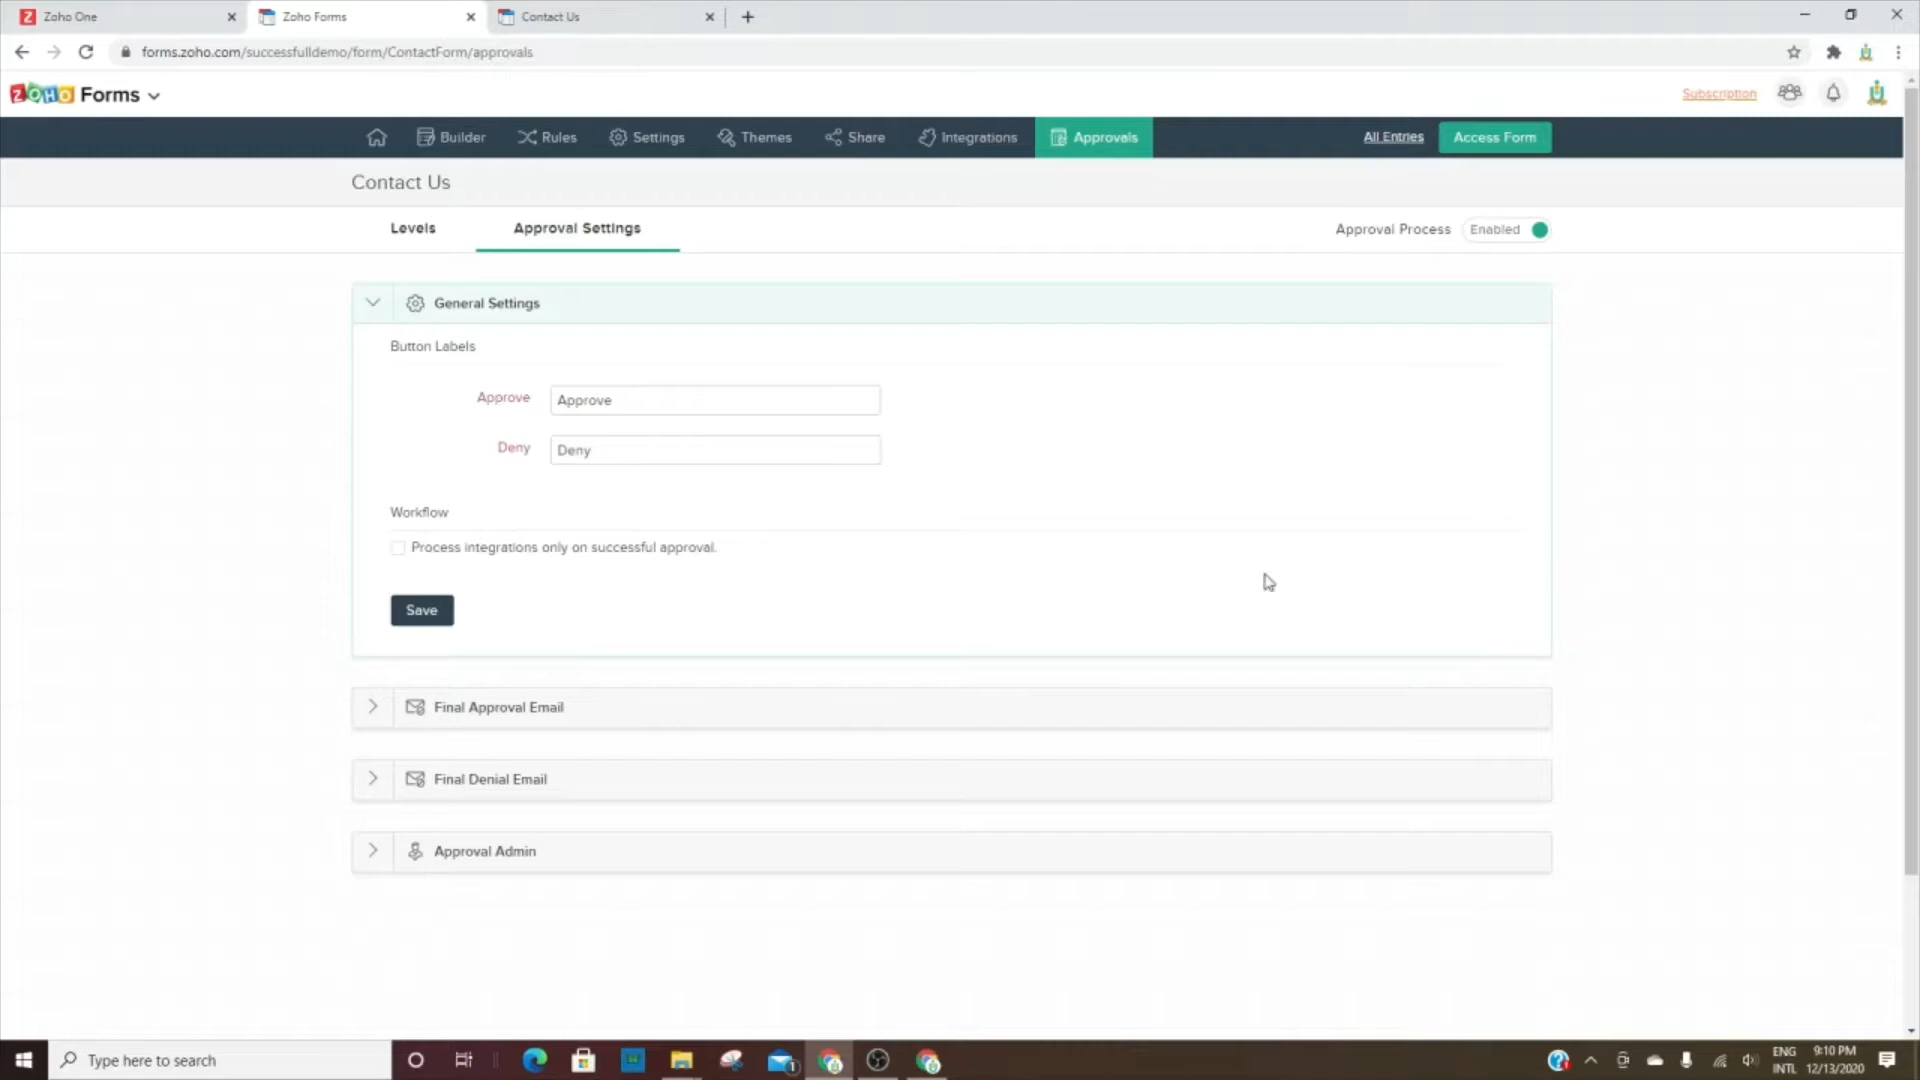 Zoho One
Zoho Forms
Contact Us
forms.zoho.com/successfulldemo/form/ContactForm/approvals
ZOHO Forms
Subscription
Builder
Rules
Settings
Themes
Share
Integrations
Approvals
All Entries
Access Form
Contact Us
Levels
Approval Settings
Approval Process
Enabled
General Settings
Button Labels
Approve
Approve
Deny
Deny
Workflow
Process integrations only on successful approval.
Save
Final Approval Email
Final Denial Email
Approval Admin
Type here to search
1
ENG
INTL
9:10 PM
12/13/2020